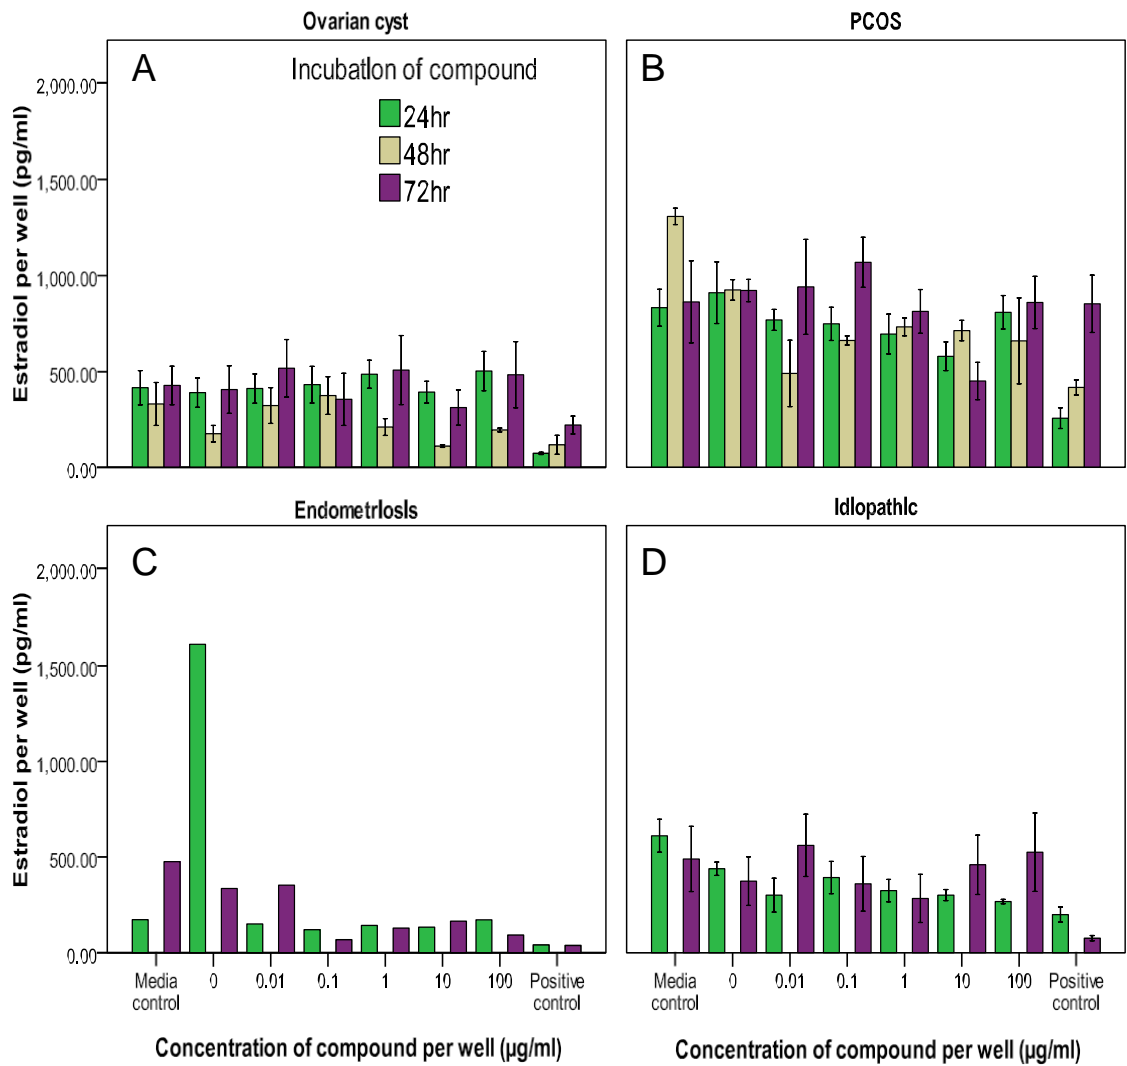 Ovarian cyst
PCOS
A
Incubation of compound
24hr
48hr
72hr
B
Estradiol per well (pg/ml)
2,000.00
1,500.00
1,000.00
500.00
0.00
Endometriosis
Idiopathic
C
D
Estradiol per well (pg/ml)
2,000.00
1,500.00
1,000.00
500.00
0.00
Media control
0
0.01
0.1
1
10
100
Positive control
Media control
0
0.01
0.1
1
10
100
Positive control
Concentration of compound per well (µg/ml)
Concentration of compound per well (µg/ml)